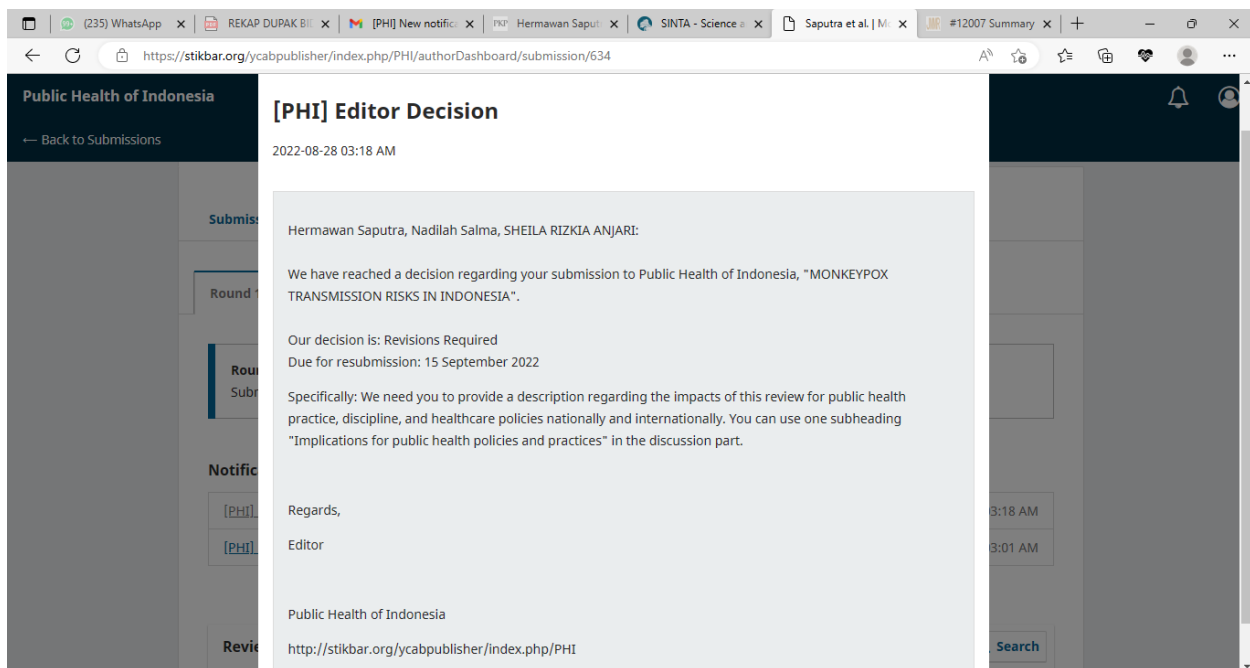 (235) WhatsApp
REKAP DUPAK BI
[PHI] New notific
Hermawan Saput
SINTA - Science a
Saputra et al. | M
#12007 Summary
https://stikbar.org/ycabpublisher/index.php/PHI/authorDashboard/submission/634
Public Health of Indonesia
← Back to Submissions
[PHI] Editor Decision
2022-08-28 03:18 AM
Submiss
Hermawan Saputra, Nadilah Salma, SHEILA RIZKIA ANJARI:
We have reached a decision regarding your submission to Public Health of Indonesia, "MONKEYPOX
Round 1
TRANSMISSION RISKS IN INDONESIA".
Our decision is: Revisions Required
Due for resubmission: 15 September 2022
Roun
Subr
Specifically: We need you to provide a description regarding the impacts of this review for public health
practice, discipline, and healthcare policies nationally and internationally. You can use one subheading
"Implications for public health policies and practices" in the discussion part.
Notific
[PHI]
Regards,
3:18 AM
Editor
[PHI]
3:01 AM
Public Health of Indonesia
Revie
http://stikbar.org/ycabpublisher/index.php/PHI
Search